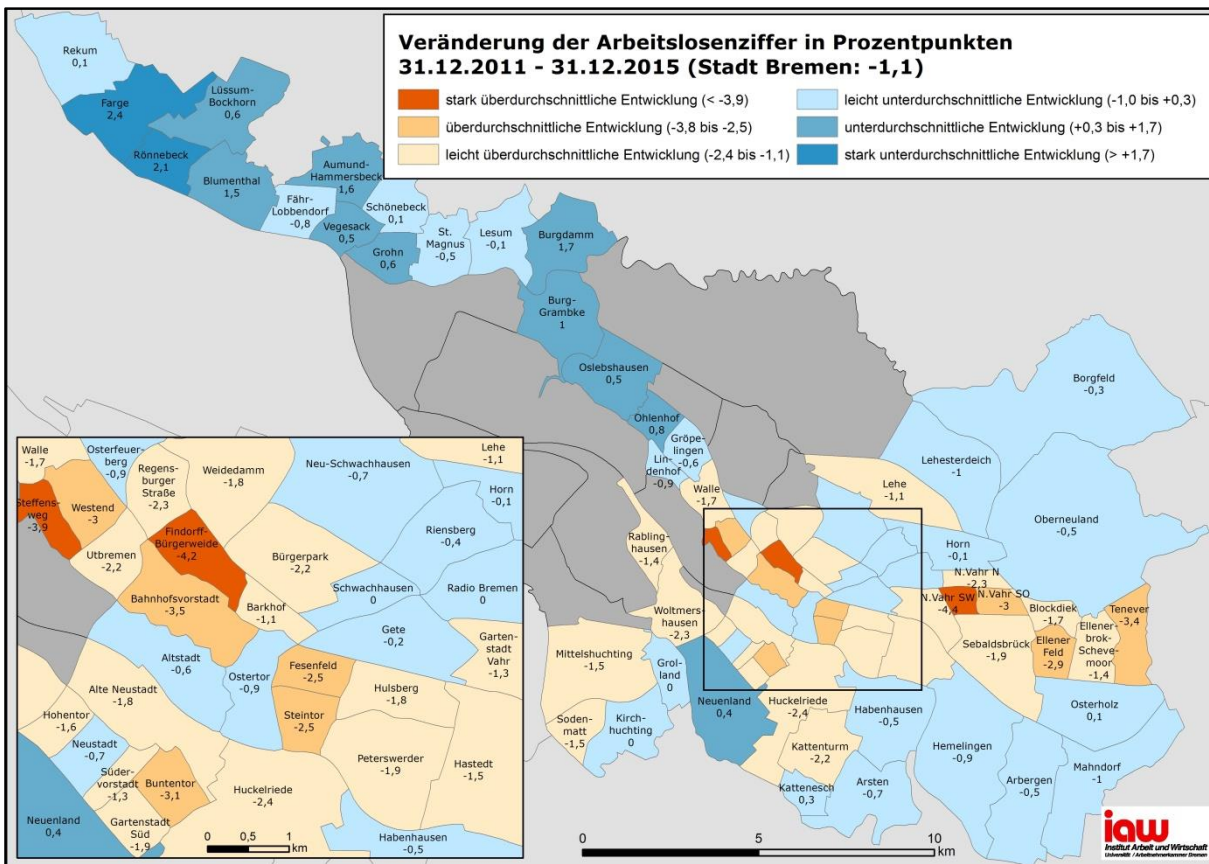 Veränderung der Arbeitslosenziffer in Prozentpunkten
31.12.2011 - 31.12.2015 (Stadt Bremen: -1,1)
stark überdurchschnittliche Entwicklung (< -3,9)
überdurchschnittliche Entwicklung (-3,8 bis -2,5)
leicht überdurchschnittliche Entwicklung (-2,4 bis -1,1)
leicht unterdurchschnittliche Entwicklung (-1,0 bis +0,3)
unterdurchschnittliche Entwicklung (+0,3 bis +1,7)
stark unterdurchschnittliche Entwicklung (> +1,7)
Rekum
0,1
Farge
2,4
Lüssum-
Bockhorn
0,6
Rönnebeck
2,1
Blumenthal
1,5
Aumund-
Hammersbeck
1,6
Fähr-
Lobbendorf
-0,8
Schönebeck
0,1
Vegesack
0,5
Grohn
0,6
St.
Magnus
-0,5
Lesum
-0,1
Burgdamm
1,7
Burg-
Grambke
1
Oslebshausen
0,5
Ohlenhof
0,8
Gröpe-
lingen
-0,6
Lin-
denhof
-0,9
Walle
-1,7
Borgfeld
-0,3
Lehesterdeich
-1
Lehe
-1,1
Oberneuland
-0,5
Horn
-0,1
N.Vahr N
-2,3
N.Vahr SW
-4,4
N.Vahr SO
-3
Blockdiek
-1,7
Tenever
-3,4
Sebaldsbrück
-1,9
Ellener
Feld
-2,9
Ellener-
brok-
Scheve-
moor
-1,4
Osterholz
0,1
Rabling-
hausen
-1,4
Woltmers-
hausen
-2,3
Mittelshuchting
-1,5
Grol-
land
0
Neuenland
0,4
Soden-
matt
-1,5
Kirch-
huchting
0
Huckelriede
-2,4
Habenhausen
-0,5
Kattenturm
-2,2
Kattenesch
0,3
Arsten
-0,7
Hemelingen
-0,9
Arbergen
-0,5
Mahndorf
-1
Walle
-1,7
Osterfeuer-
berg
-0,9
Regens-
burger
Straße
-2,3
Weidedamm
-1,8
Neu-Schwachhausen
-0,7
Lehe
-1,1
Steffens-
weg
-3,9
Westend
-3
Findorff-
Bürgerweide
-4,2
Horn
-0,1
Riensberg
-0,4
Utbremen
-2,2
Bürgerpark
-2,2
Bahnhofsvorstadt
-3,5
Barkhof
-1,1
Schwachhausen
0
Radio Bremen
0
Altstadt
-0,6
Gete
-0,2
Garten-
stadt
Vahr
-1,3
Ostertor
-0,9
Fesenfeld
-2,5
Hulsberg
-1,8
Alte Neustadt
-1,8
Steintor
-2,5
Hohentor
-1,6
Neustadt
-0,7
Peterswerder
-1,9
Hastedt
-1,5
Süder-
vorstadt
-1,3
Buntentor
-3,1
Huckelriede
-2,4
Neuenland
0,4
Gartenstadt
Süd
-1,9
Habenhausen
-0,5
0 0,5 1
km
0 5 10
km
iaw
Institut Arbeit und Wirtschaft
Universität / Arbeitnehmerkammer Bremen